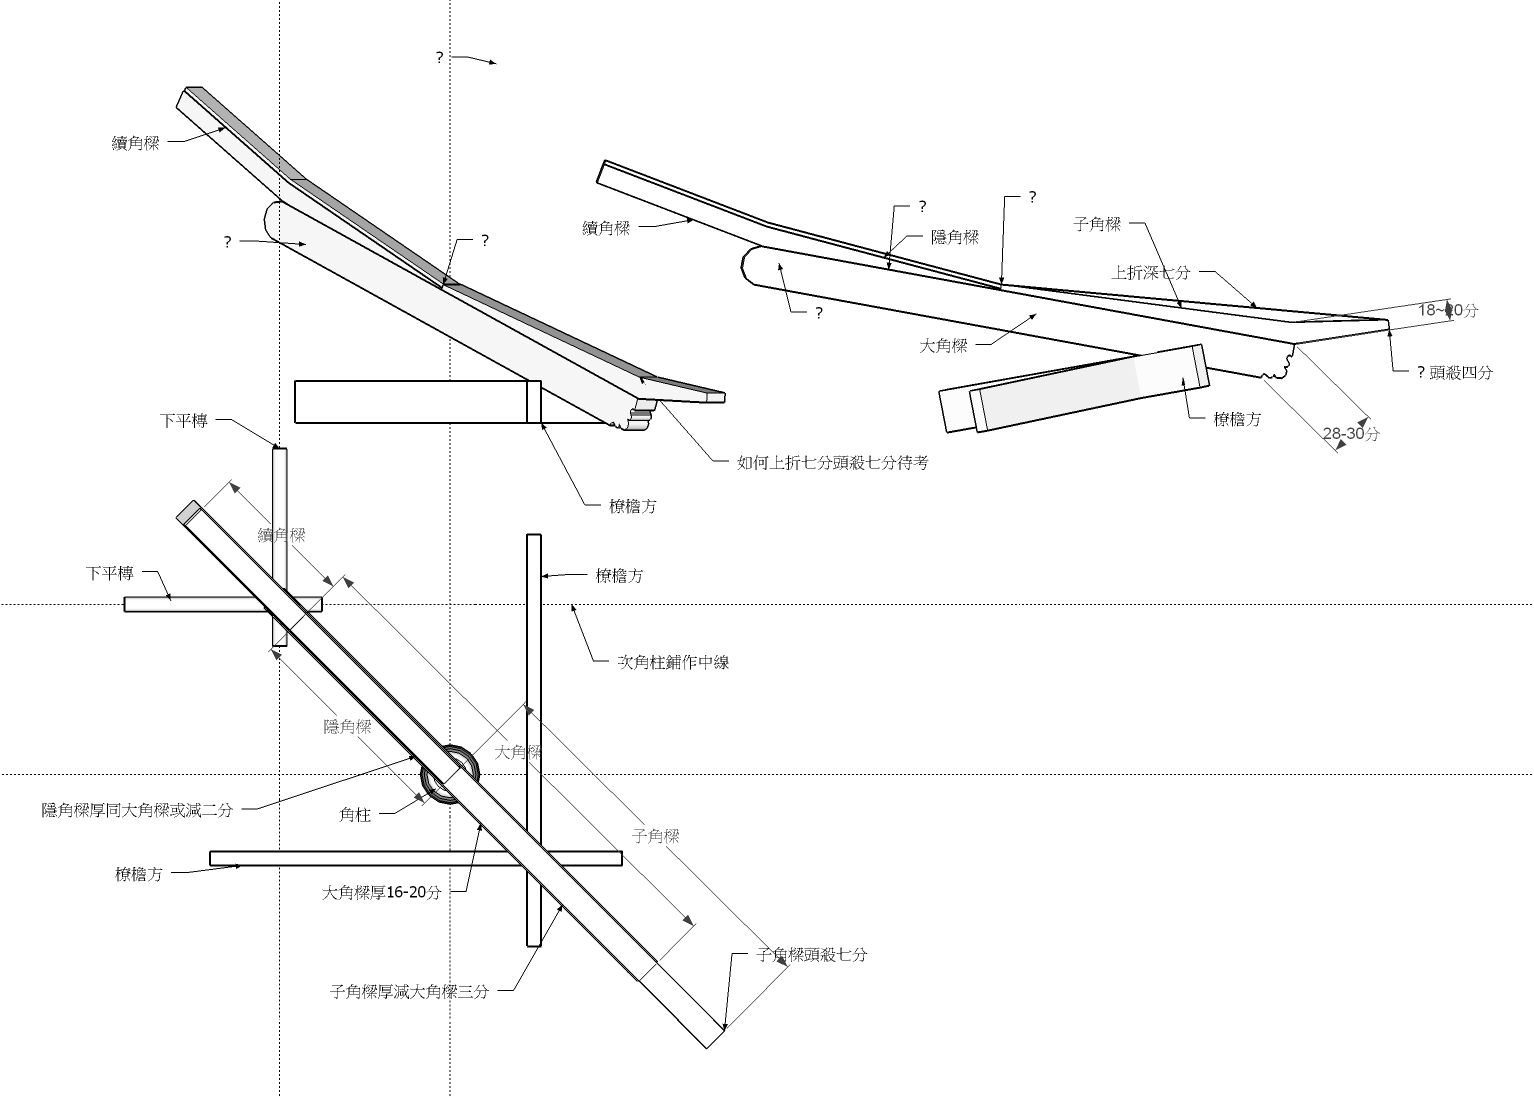 ?
續角樑
?
?
?
?
續角樑
隱角樑
子角樑
上折深七分
18~20分
?
大角樑
? 頭殺四分
橑檐方
28-30分
下平槫
如何上折七分頭殺七分待考
橑檐方
續角樑
下平槫
橑檐方
次角柱鋪作中線
隱角樑
大角樑
隱角樑厚同大角樑或減二分
角柱
子角樑
橑檐方
大角樑厚16-20分
子角樑頭殺七分
子角樑厚減大角樑三分